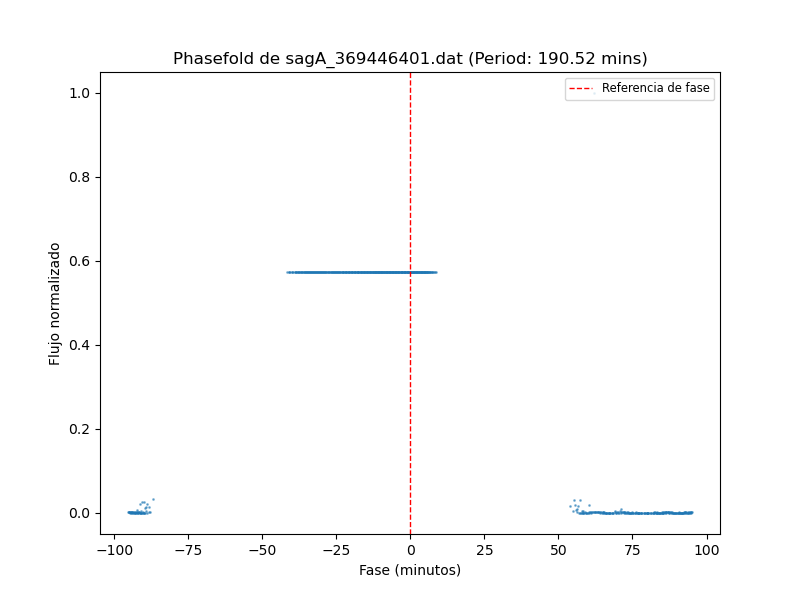 Phasefold de sagA_369446401.dat (Period: 190.52 mins)
Referencia de fase
Flujo normalizado
1.0
0.8
0.6
0.4
0.2
0.0
−100 −75 −50 −25 0 25 50 75 100
Fase (minutos)